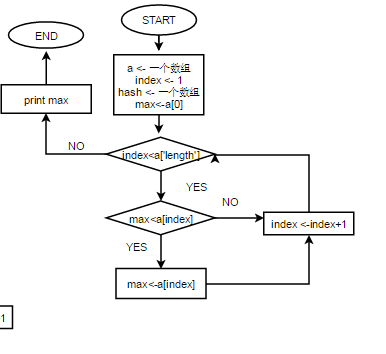 START
END
a <- 一个数组
index <- 1
hash <- 一个数组
max<-a[0]
print max
NO
index<a['length']
YES
max<a[index]
NO
index <-index+1
YES
max<-a[index]
1